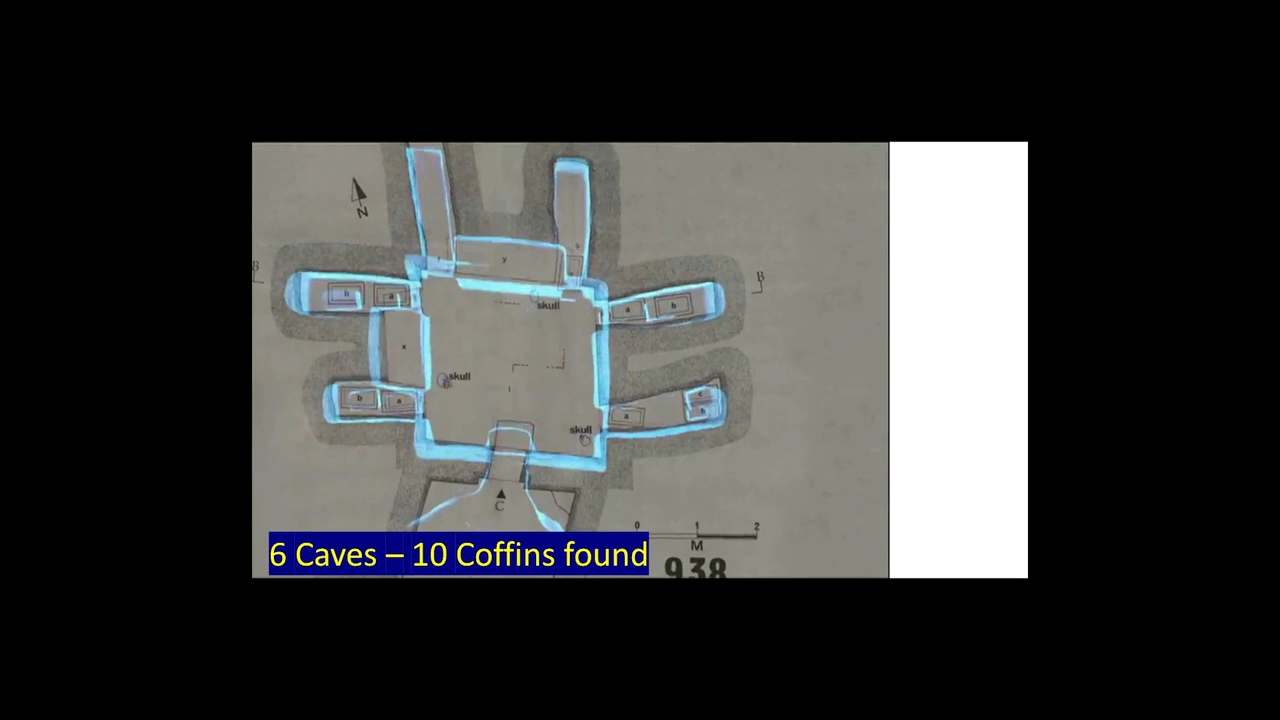 N
B
B
y
s
b
a
a
b
skull
x
skull
b
a
a
b
skull
C
0 1 2
M
6 Caves – 10 Coffins found
938